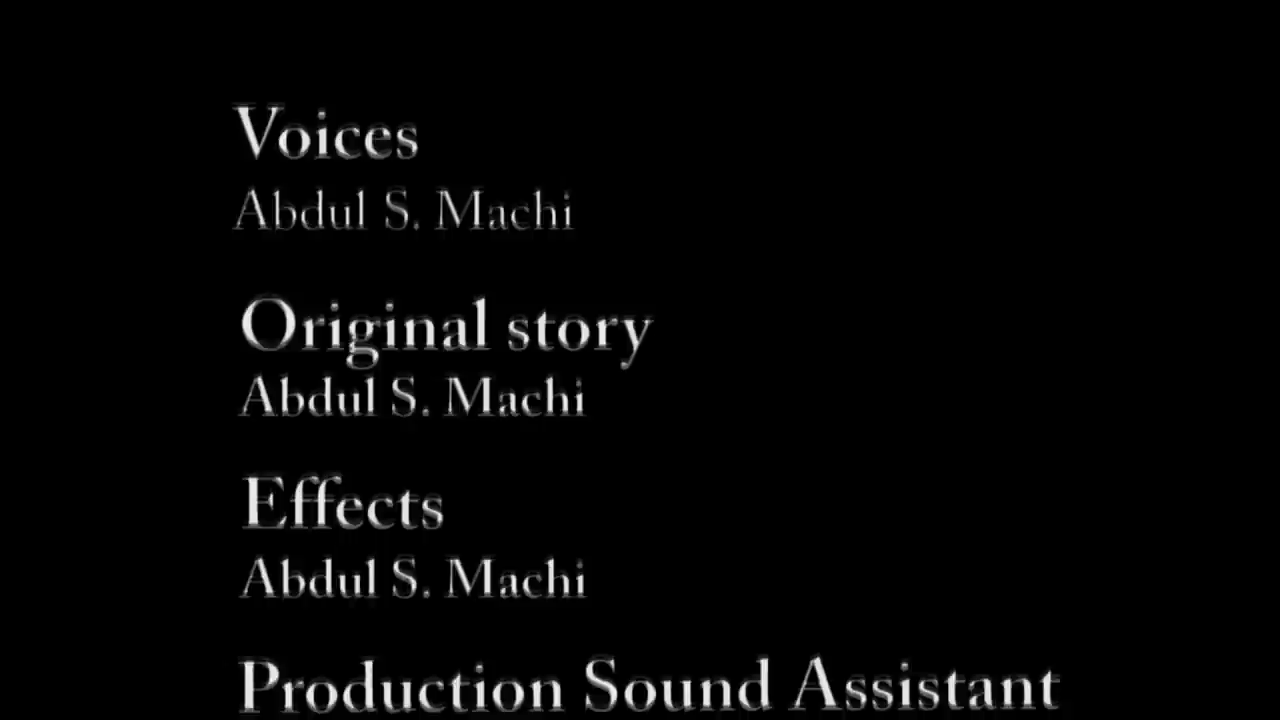 Voices
Abdul S. Machi
Original story
Abdul S. Machi
Effects
Abdul S. Machi
Production Sound Assistant